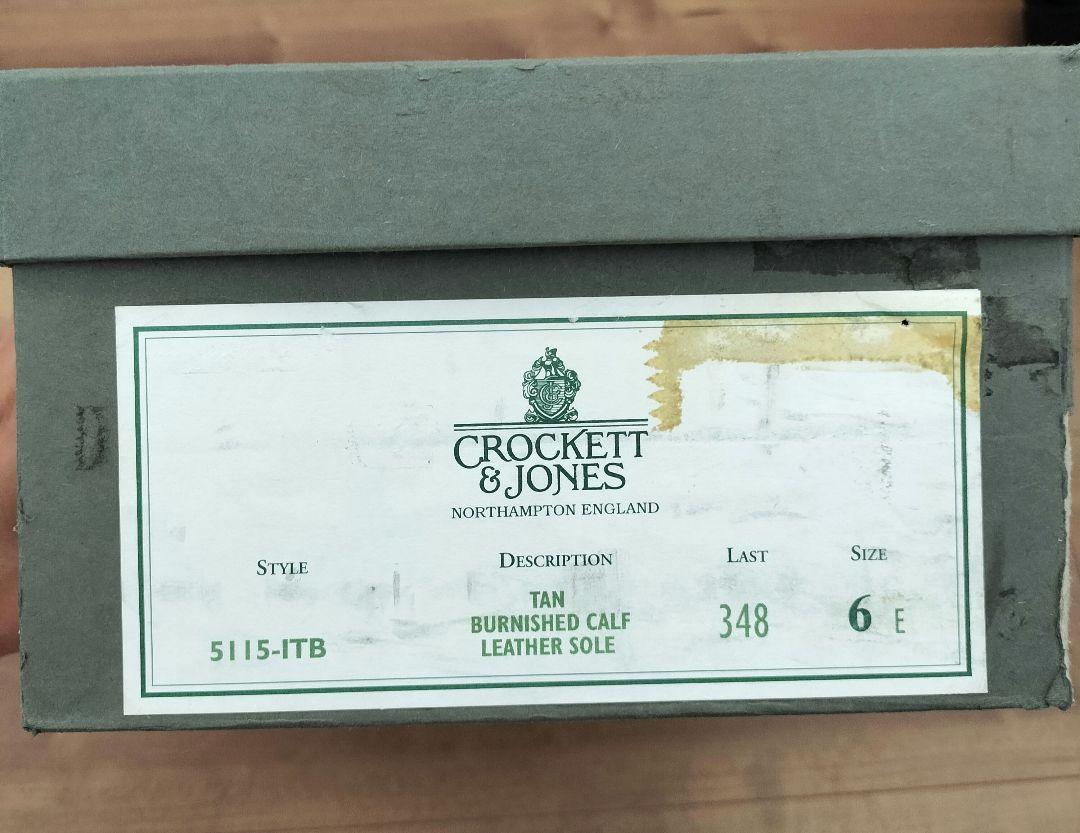 CROCKETT
& JONES
NORTHAMPTON ENGLAND
STYLE DESCRIPTION LAST SIZE
TAN
BURNISHED CALF
LEATHER SOLE
5115-ITB 348 6 E